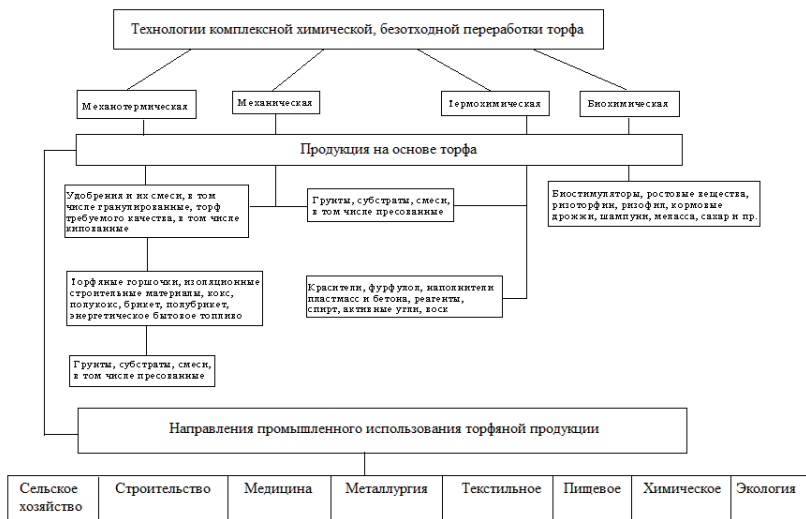 Технологии комплексной химической, безотходной переработки торфа
Механотермическая
Механическая
Термохимическая
Биохимическая
Продукция на основе торфа
Удобрения и их смеси, в том
числе гранулированные, торф
требуемого качества, в том числе
кипованные
Грунты, субстраты, смеси,
в том числе пресованные
Биостимуляторы, ростовые вещества,
ризоторфин, ризофил, кормовые
дрожжи, шампуни, меласса, сахар и пр.
Торфяные горшочки, изоляционные
строительные материалы, кокс,
полукокс, брикет, полубрикет,
энергетическое бытовое топливо
Красители, фурфулол, наполнители
пластмасс и бетона, реагенты,
спирт, активные угли, воск
Грунты, субстраты, смеси,
в том числе пресованные
Направления промышленного использования торфяной продукции
Сельское
хозяйство
Строительство
Медицина
Металлургия
Текстильное
Пищевое
Химическое
Экология